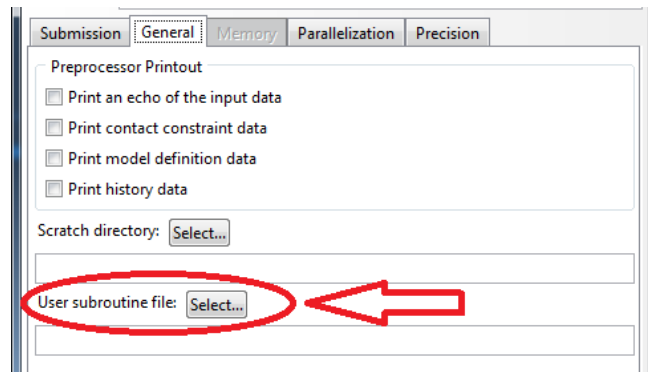 Submission General Memory Parallelization Precision
Preprocessor Printout
Print an echo of the input data
Print contact constraint data
Print model definition data
Print history data
Scratch directory: Select...
User subroutine file: Select...